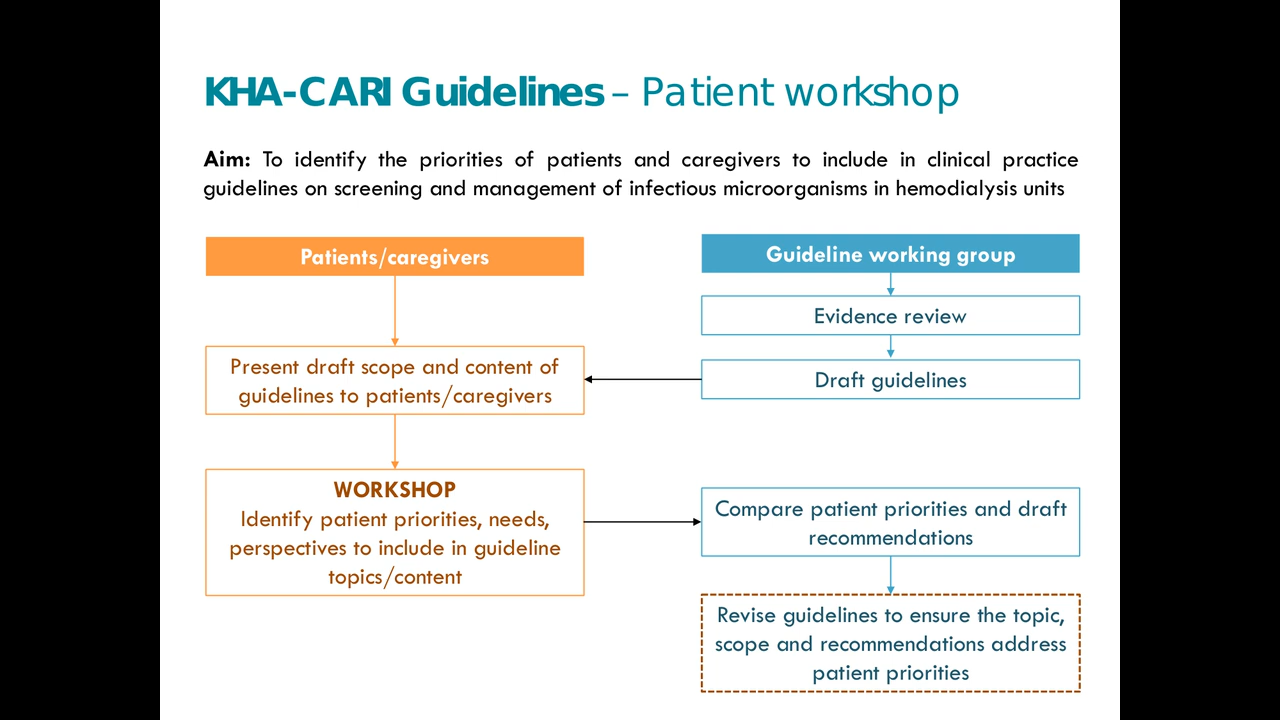 KHA-CARI Guidelines – Patient workshop
Aim: To identify the priorities of patients and caregivers to include in clinical practice
guidelines on screening and management of infectious microorganisms in hemodialysis units
Patients/caregivers
Guideline working group
Evidence review
Present draft scope and content of
guidelines to patients/caregivers
Draft guidelines
WORKSHOP
Identify patient priorities, needs,
perspectives to include in guideline
topics/content
Compare patient priorities and draft
recommendations
Revise guidelines to ensure the topic,
scope and recommendations address
patient priorities